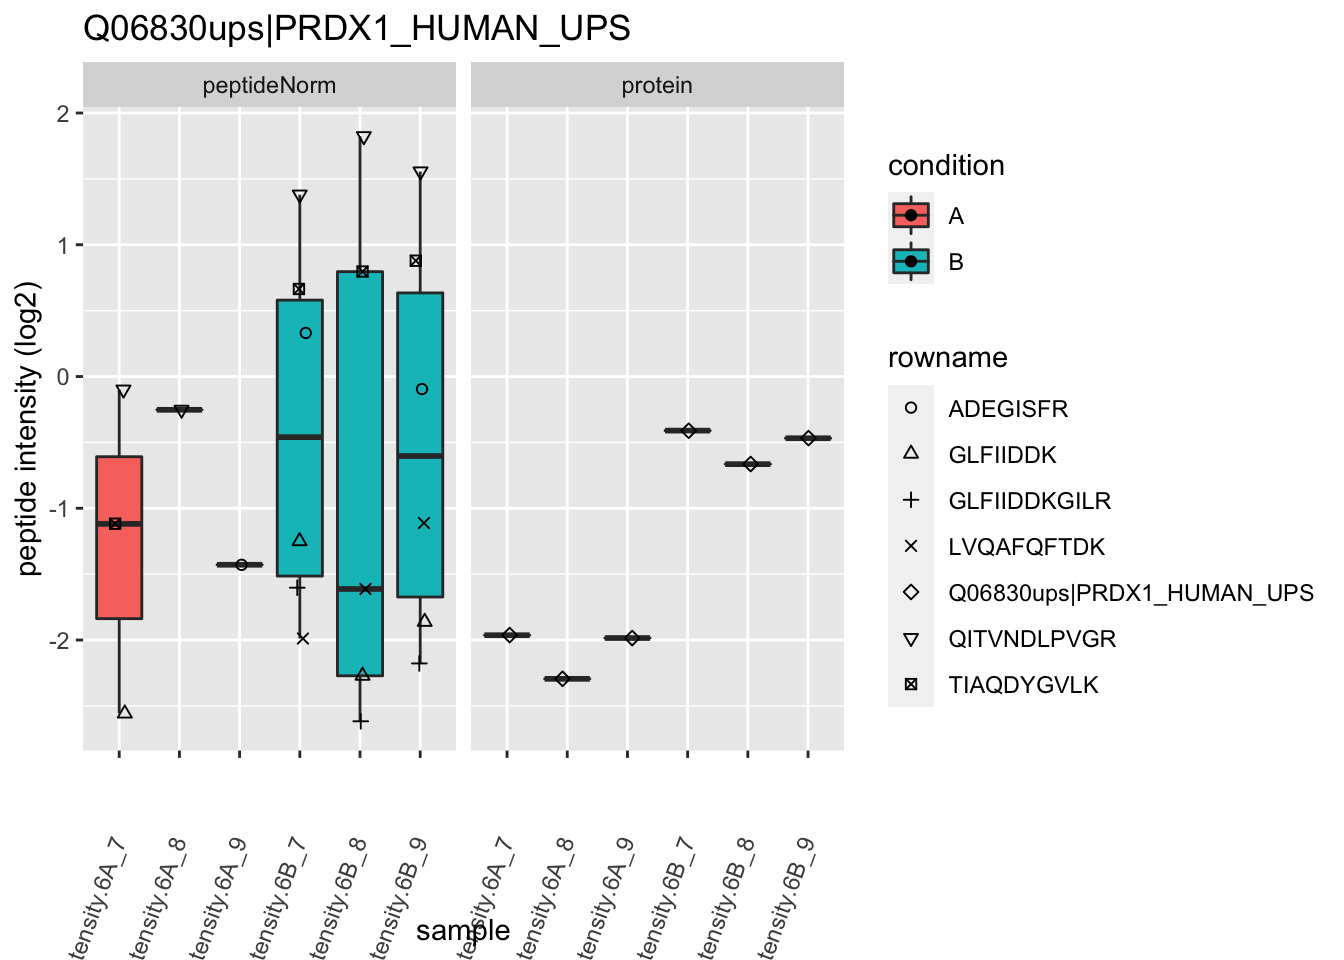 Q06830ups|PRDX1_HUMAN_UPS
peptideNorm
protein
2
1
0
-1
-2
peptide intensity (log2)
tensity.6A_7
tensity.6A_8
tensity.6A_9
tensity.6B_7
tensity.6B_8
tensity.6B_9
tensity.6A_7
tensity.6A_8
tensity.6A_9
tensity.6B_7
tensity.6B_8
tensity.6B_9
sample
condition
A
B
rowname
ADEGISFR
GLFIIDDK
GLFIIDDKGILR
LVQAFQFTDK
Q06830ups|PRDX1_HUMAN_UPS
QITVNDLPVGR
TIAQDYGVLK